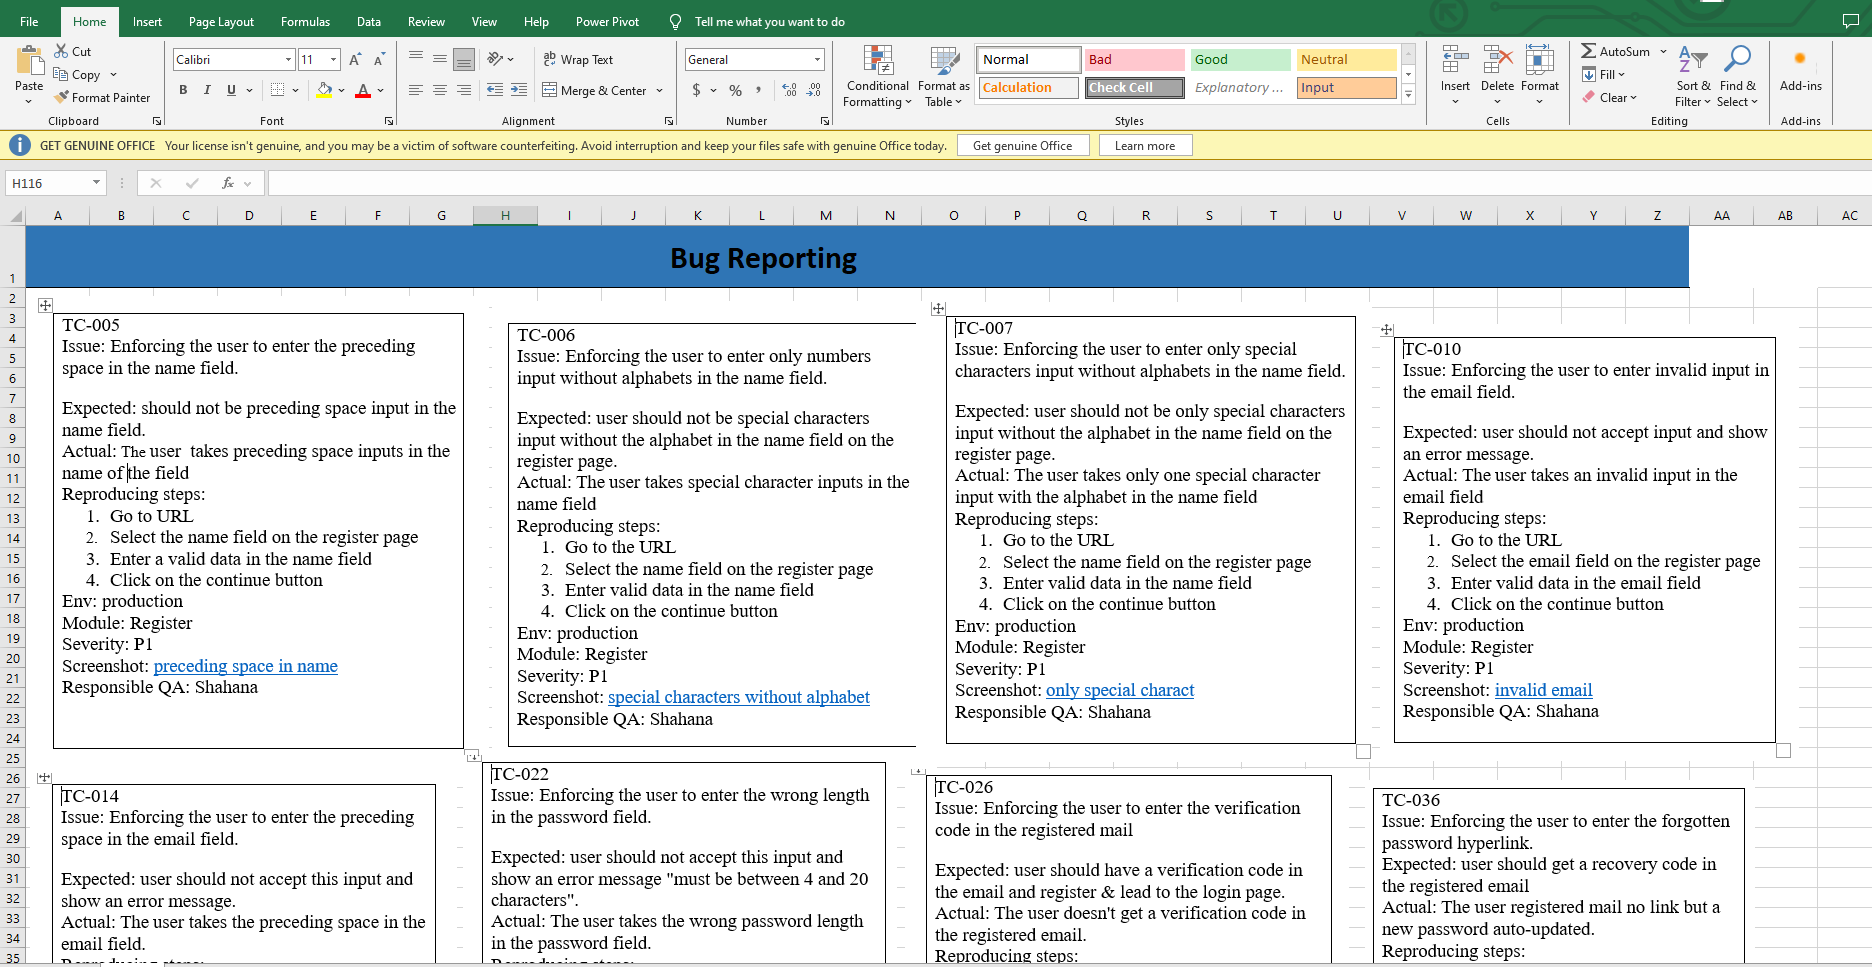 File Home Insert Page Layout Formulas Data Review View Help Power Pivot Tell me what you want to do
Paste
Cut
Copy
Format Painter
Clipboard
Calibri 11 A A
B I U A
Font
ab Wrap Text
Merge & Center
Alignment
General
$ % ,
Number
Conditional Formatting
Format as Table
Normal Bad Good Neutral
Calculation Check Cell Explanatory ... Input
Styles
Insert Delete Format
Cells
AutoSum
Fill
Clear
Sort & Filter
Find & Select
Editing
Add-ins
Add-ins
GET GENUINE OFFICE Your license isn't genuine, and you may be a victim of software counterfeiting. Avoid interruption and keep your files safe with genuine Office today. Get genuine Office Learn more
H116 fx
A B C D E F G H I J K L M N O P Q R S T U V W X Y Z AA AB AC
1
2
3
4
5
6
7
8
9
10
11
12
13
14
15
16
17
18
19
20
21
22
23
24
25
26
27
28
29
30
31
32
33
34
35
Bug Reporting
TC-005
Issue: Enforcing the user to enter the preceding
space in the name field.
Expected: should not be preceding space input in the
name field.
Actual: The user takes preceding space inputs in the
name of the field
Reproducing steps:
1. Go to URL
2. Select the name field on the register page
3. Enter a valid data in the name field
4. Click on the continue button
Env: production
Module: Register
Severity: P1
Screenshot: preceding space in name
Responsible QA: Shahana
TC-006
Issue: Enforcing the user to enter only numbers
input without alphabets in the name field.
Expected: user should not be special characters
input without the alphabet in the name field on the
register page.
Actual: The user takes special character inputs in the
name field
Reproducing steps:
1. Go to the URL
2. Select the name field on the register page
3. Enter valid data in the name field
4. Click on the continue button
Env: production
Module: Register
Severity: P1
Screenshot: special characters without alphabet
Responsible QA: Shahana
TC-007
Issue: Enforcing the user to enter only special
characters input without alphabets in the name field.
Expected: user should not be only special characters
input without the alphabet in the name field on the
register page.
Actual: The user takes only one special character
input with the alphabet in the name field
Reproducing steps:
1. Go to the URL
2. Select the name field on the register page
3. Enter valid data in the name field
4. Click on the continue button
Env: production
Module: Register
Severity: P1
Screenshot: only special charact
Responsible QA: Shahana
TC-010
Issue: Enforcing the user to enter invalid input in
the email field.
Expected: user should not accept input and show
an error message.
Actual: The user takes an invalid input in the
email field
Reproducing steps:
1. Go to the URL
2. Select the email field on the register page
3. Enter valid data in the email field
4. Click on the continue button
Env: production
Module: Register
Severity: P1
Screenshot: invalid email
Responsible QA: Shahana
TC-014
Issue: Enforcing the user to enter the preceding
space in the email field.
Expected: user should not accept this input and
show an error message.
Actual: The user takes the preceding space in the
email field.
TC-022
Issue: Enforcing the user to enter the wrong length
in the password field.
Expected: user should not accept this input and
show an error message "must be between 4 and 20
characters".
Actual: The user takes the wrong password length
in the password field.
TC-026
Issue: Enforcing the user to enter the verification
code in the registered mail
Expected: user should have a verification code in
the email and register & lead to the login page.
Actual: The user doesn't get a verification code in
the registered email.
Reproducing steps:
TC-036
Issue: Enforcing the user to enter the forgotten
password hyperlink.
Expected: user should get a recovery code in
the registered email
Actual: The user registered mail no link but a
new password auto-updated.
Reproducing steps: